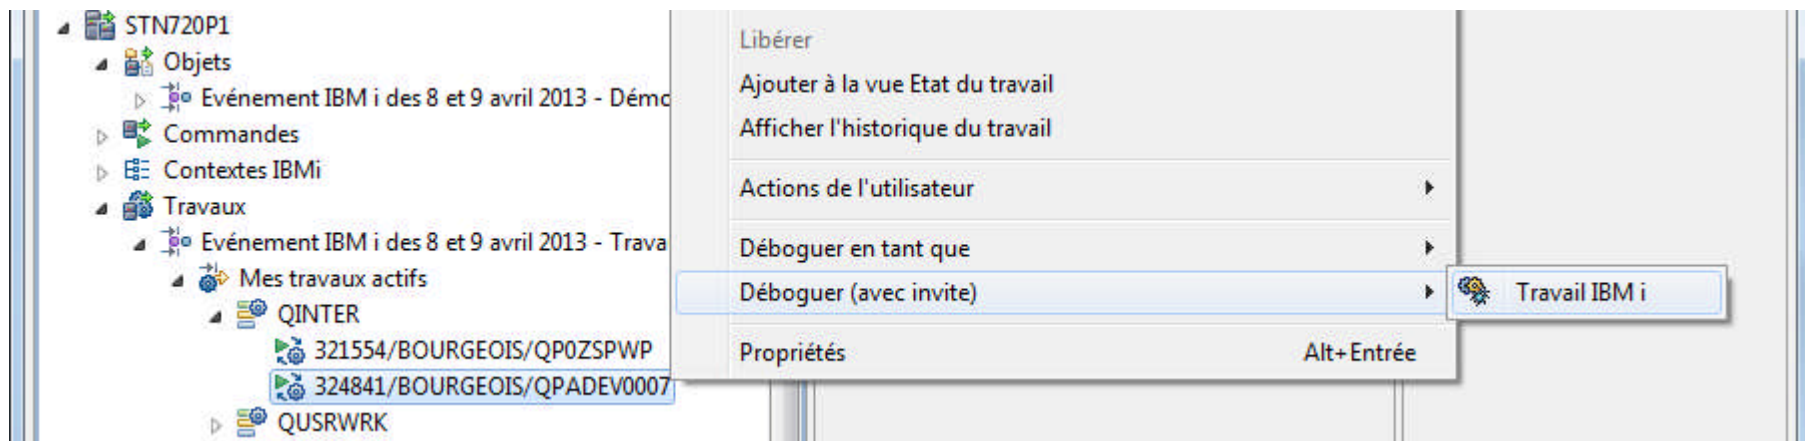 STN720P1
Objets
Evénement IBM i des 8 et 9 avril 2013 - Démo
Commandes
Contextes IBMi
Travaux
Evénement IBM i des 8 et 9 avril 2013 - Trava
Mes travaux actifs
QINTER
321554/BOURGEOIS/QP0ZSPWP
324841/BOURGEOIS/QPADEV0007
QUSRWRK
Libérer
Ajouter à la vue Etat du travail
Afficher l'historique du travail
Actions de l'utilisateur
Déboguer en tant que
Déboguer (avec invite)
Propriétés Alt+Entrée
Travail IBM i